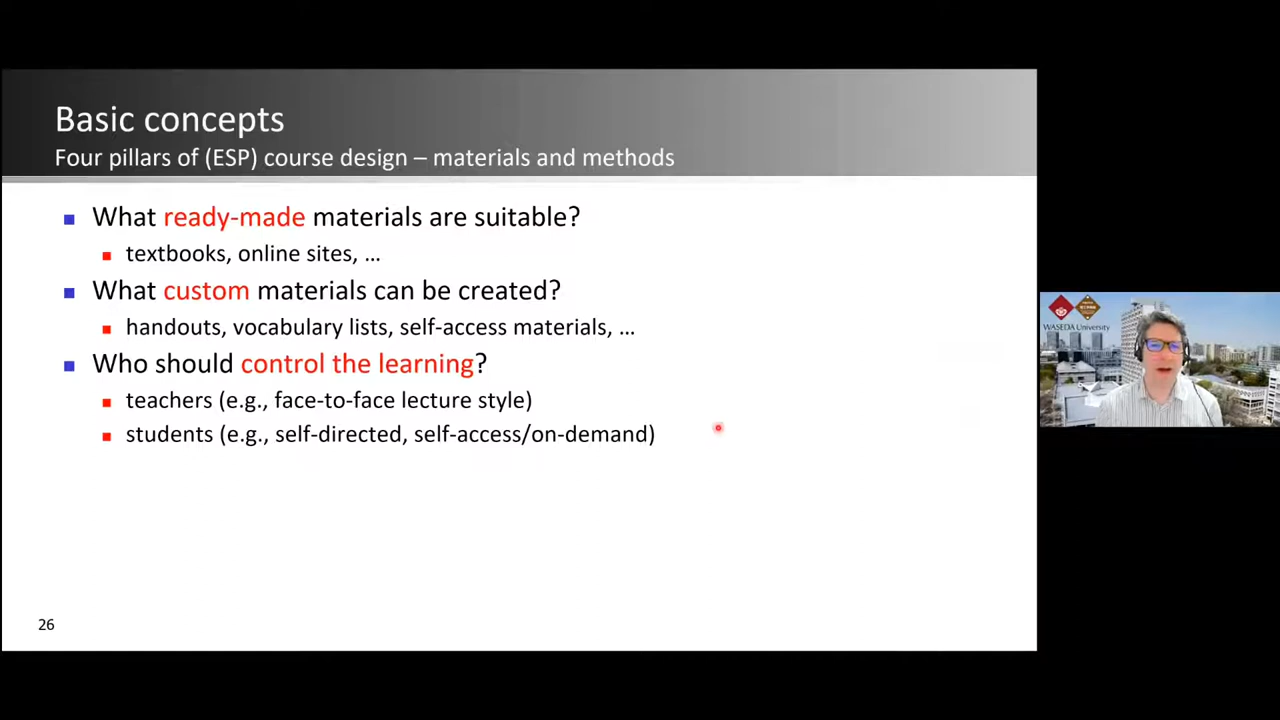 Basic concepts
Four pillars of (ESP) course design – materials and methods
What ready-made materials are suitable?
textbooks, online sites, …
What custom materials can be created?
handouts, vocabulary lists, self-access materials, …
Who should control the learning?
teachers (e.g., face-to-face lecture style)
students (e.g., self-directed, self-access/on-demand)
26
WASEDA University